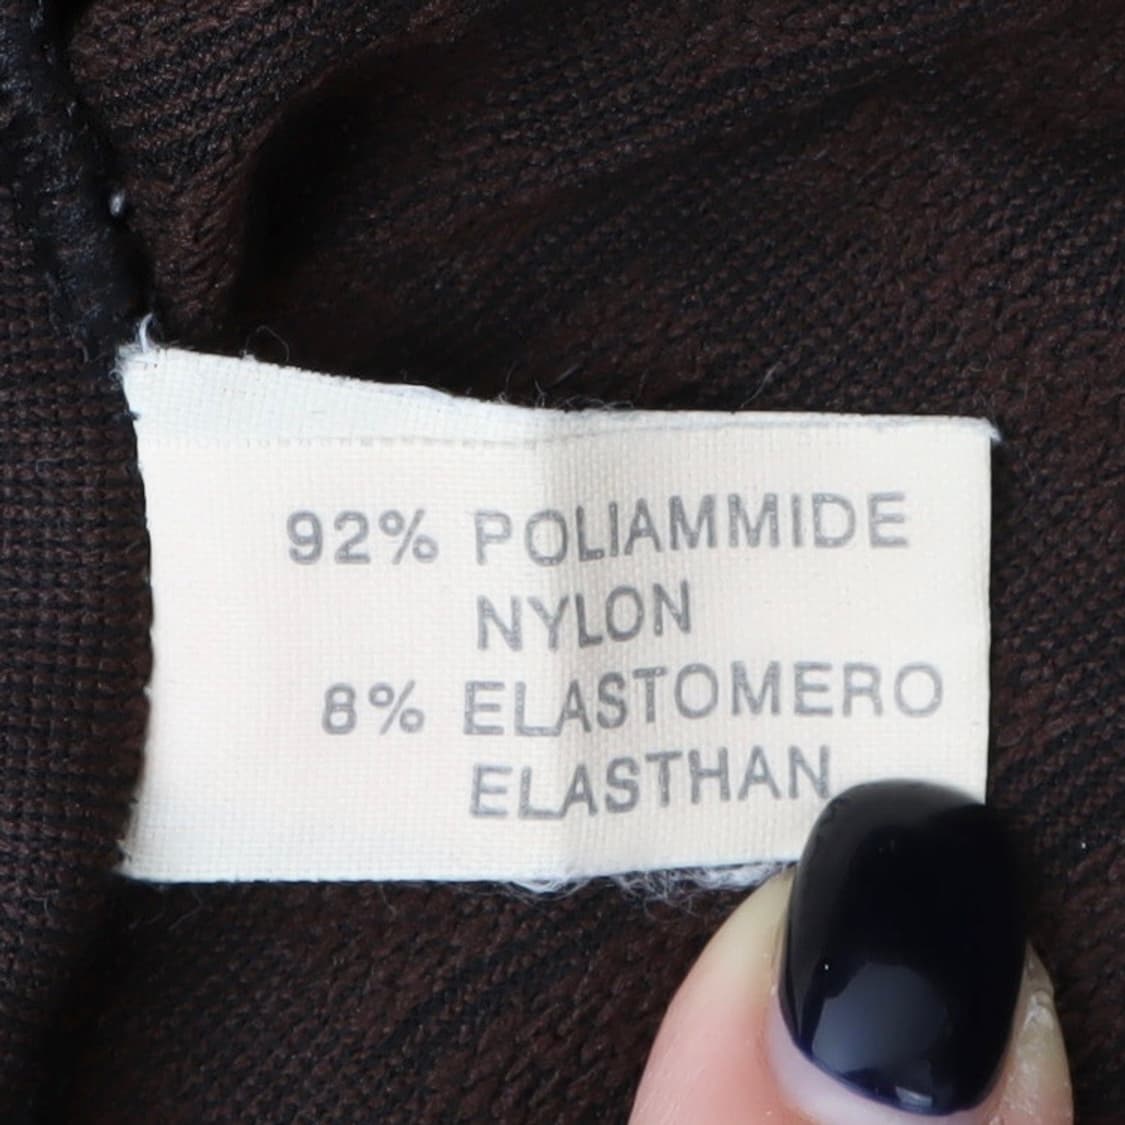 92% POLIAMMIDE
NYLON
8% ELASTOMERO
ELASTHAN